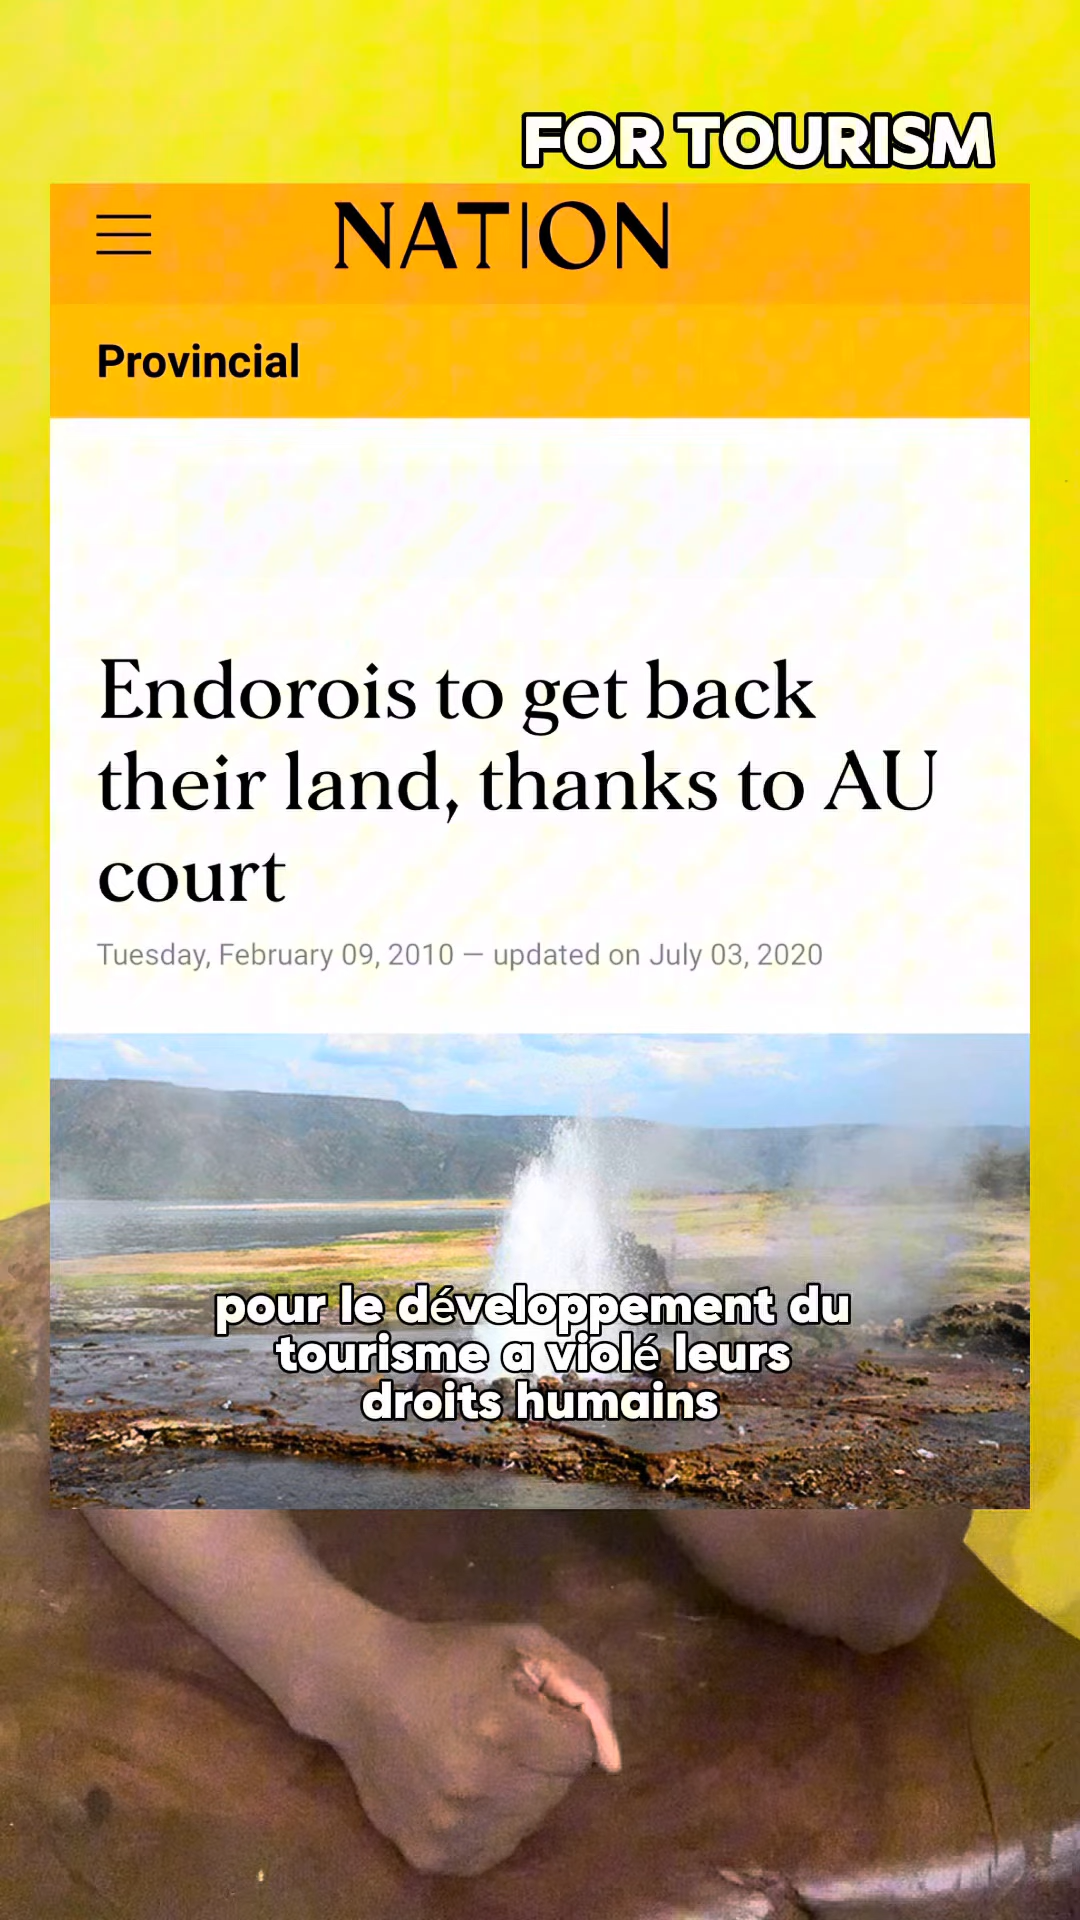 FOR TOURISM
NATION
Provincial
Endorois to get back
their land, thanks to AU
court
Tuesday, February 09, 2010 — updated on July 03, 2020
pour le développement du
tourisme a violé leurs
droits humains